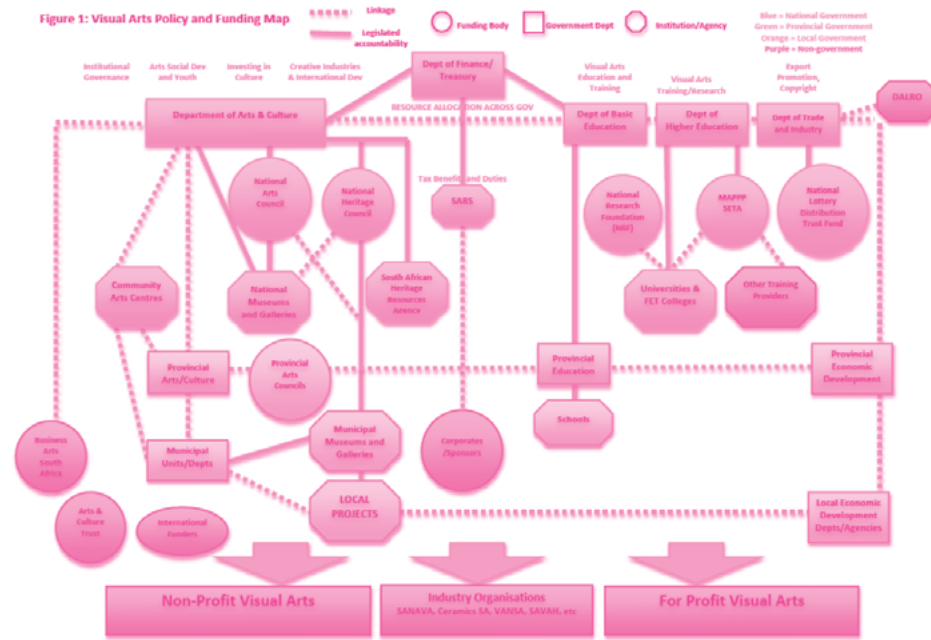 Figure 1: Visual Arts Policy and Funding Map
Linkage
Legislated
accountability
Funding Body
Government Dept
Institution/Agency
Blue = National Government
Green = Provincial Government
Orange = Local Government
Purple = Non-government
Institutional
Governance
Arts Social Dev
and Youth
Investing in
Culture
Creative Industries
& International Dev
Dept of Finance/
Treasury
Visual Arts
Education and
Training
Visual Arts
Training/Research
Export
Promotion,
Copyright
DALRO
RESOURCE ALLOCATION ACROSS GOV
Department of Arts & Culture
Dept of Basic
Education
Dept of
Higher Education
Dept of Trade
and Industry
National
Arts
Council
National
Heritage
Council
Tax Benefits and Duties
SARS
National
Research
Foundation
(NRF)
MAPPP
SETA
National
Lottery
Distribution
Trust Fund
Community
Arts Centres
National
Museums
and Galleries
South African
Heritage
Resources
Agency
Universities &
FET Colleges
Other Training
Providers
Provincial
Arts/Culture
Provincial
Arts
Councils
Provincial
Education
Provincial
Economic
Development
Schools
Business
Arts
South
Africa
Municipal
Units/Depts
Municipal
Museums and
Galleries
Corporates
/Sponsors
Arts &
Culture
Trust
International
Funders
LOCAL
PROJECTS
Local Economic
Development
Depts/Agencies
Non-Profit Visual Arts
Industry Organisations
SANAVA, Ceramics SA, VANSA, SAVAH, etc
For Profit Visual Arts